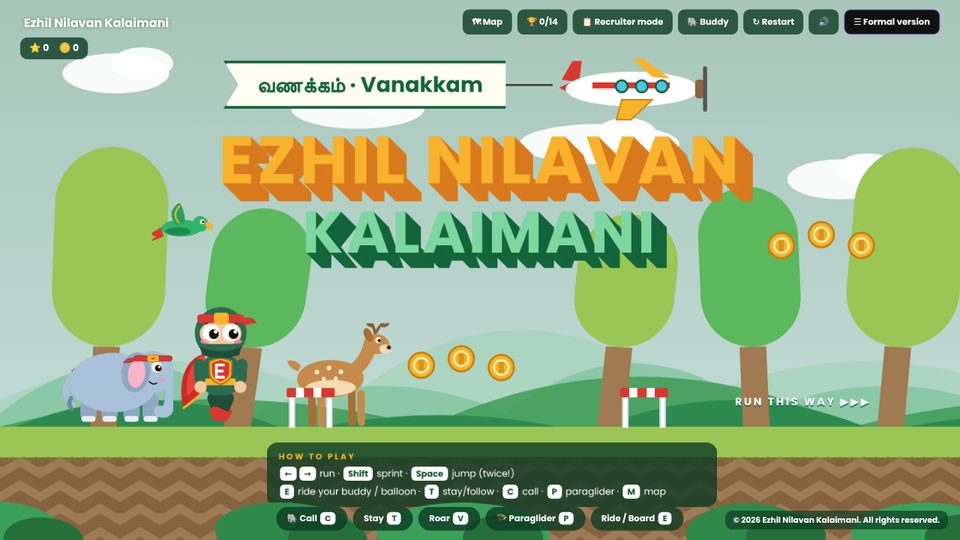 Ezhil Nilavan Kalaimani
🗺 Map
🏆 0/14
📋 Recruiter mode
🐘 Buddy
↻ Restart
🔊
☰ Formal version
⭐ 0 🪙 0
வணக்கம் · Vanakkam
EZHIL NILAVAN
KALAIMANI
E
RUN THIS WAY ▶▶▶
HOW TO PLAY
← → run · Shift sprint · Space jump (twice!)
E ride your buddy / balloon · T stay/follow · C call · P paraglider · M map
🐘 Call C
Stay T
Roar V
🪂 Paraglider P
Ride / Board E
© 2026 Ezhil Nilavan Kalaimani. All rights reserved.